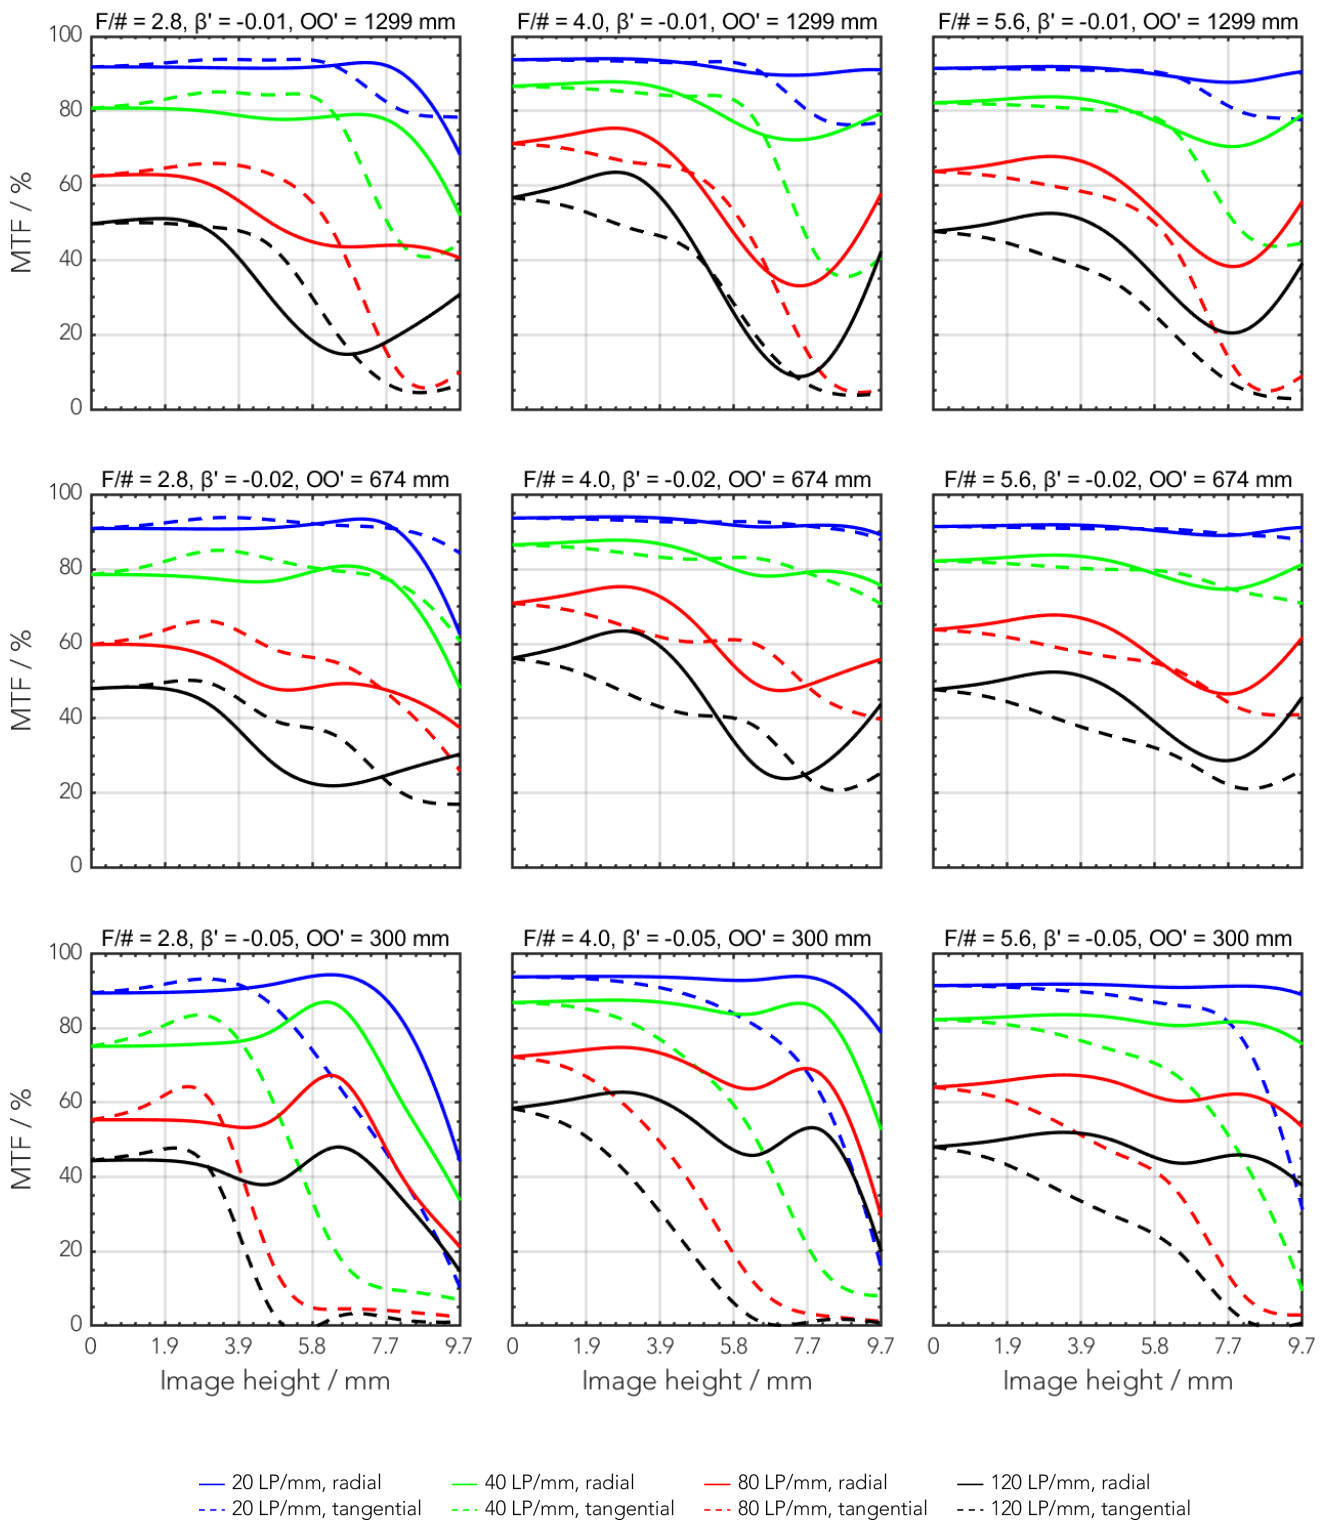 F/# = 2.8, β' = -0.01, OO' = 1299 mm
F/# = 4.0, β' = -0.01, OO' = 1299 mm
F/# = 5.6, β' = -0.01, OO' = 1299 mm
100
80
60
40
20
0
MTF / %
F/# = 2.8, β' = -0.02, OO' = 674 mm
F/# = 4.0, β' = -0.02, OO' = 674 mm
F/# = 5.6, β' = -0.02, OO' = 674 mm
100
80
60
40
20
0
MTF / %
F/# = 2.8, β' = -0.05, OO' = 300 mm
F/# = 4.0, β' = -0.05, OO' = 300 mm
F/# = 5.6, β' = -0.05, OO' = 300 mm
100
80
60
40
20
0
MTF / %
0 1.9 3.9 5.8 7.7 9.7
0 1.9 3.9 5.8 7.7 9.7
0 1.9 3.9 5.8 7.7 9.7
Image height / mm
Image height / mm
Image height / mm
20 LP/mm, radial
40 LP/mm, radial
80 LP/mm, radial
120 LP/mm, radial
20 LP/mm, tangential
40 LP/mm, tangential
80 LP/mm, tangential
120 LP/mm, tangential